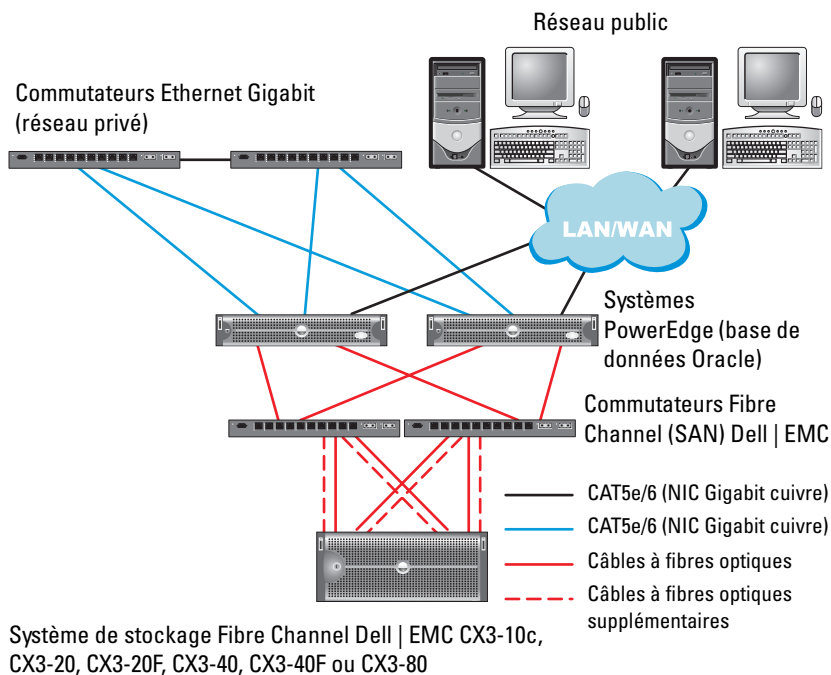 Réseau public
Commutateurs Ethernet Gigabit
(réseau privé)
LAN/WAN
Systèmes
PowerEdge (base de
données Oracle)
Commutateurs Fibre
Channel (SAN) Dell | EMC
CAT5e/6 (NIC Gigabit cuivre)
CAT5e/6 (NIC Gigabit cuivre)
Câbles à fibres optiques
Câbles à fibres optiques
supplémentaires
Système de stockage Fibre Channel Dell | EMC CX3-10c,
CX3-20, CX3-20F, CX3-40, CX3-40F ou CX3-80